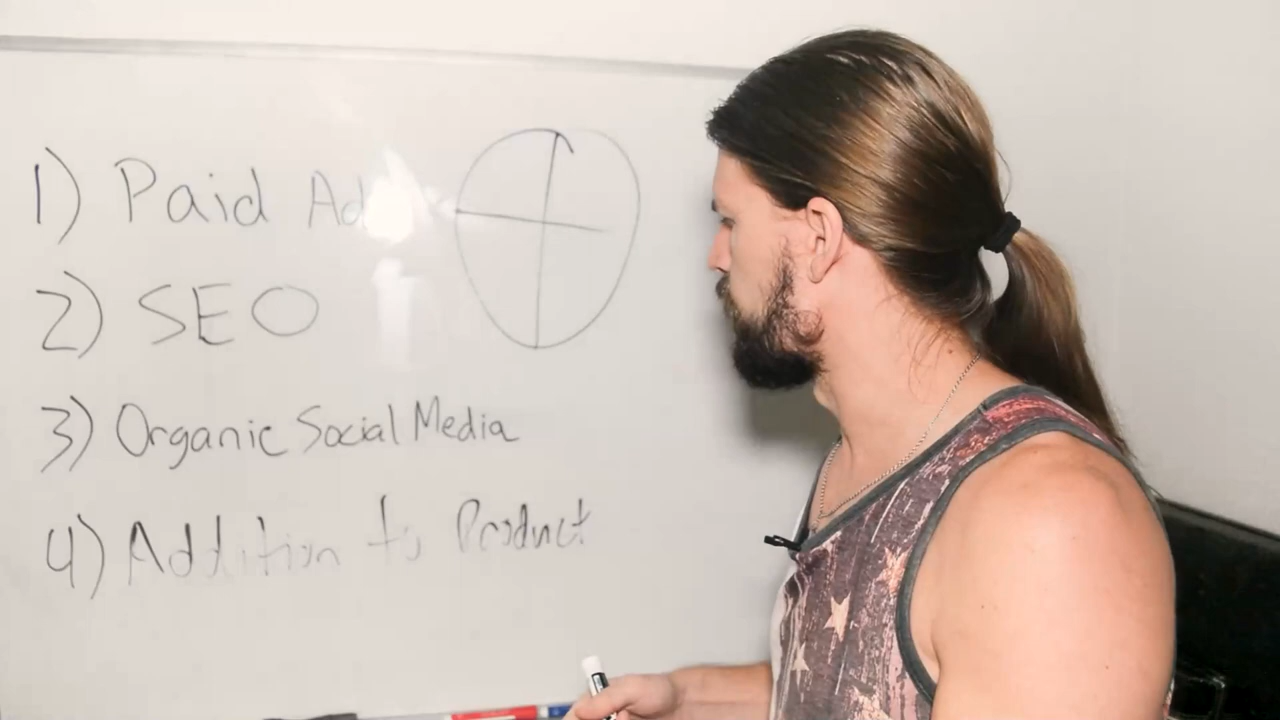 1) Paid Ad
2) SEO
3) Organic Social Media
4) Addition to Product